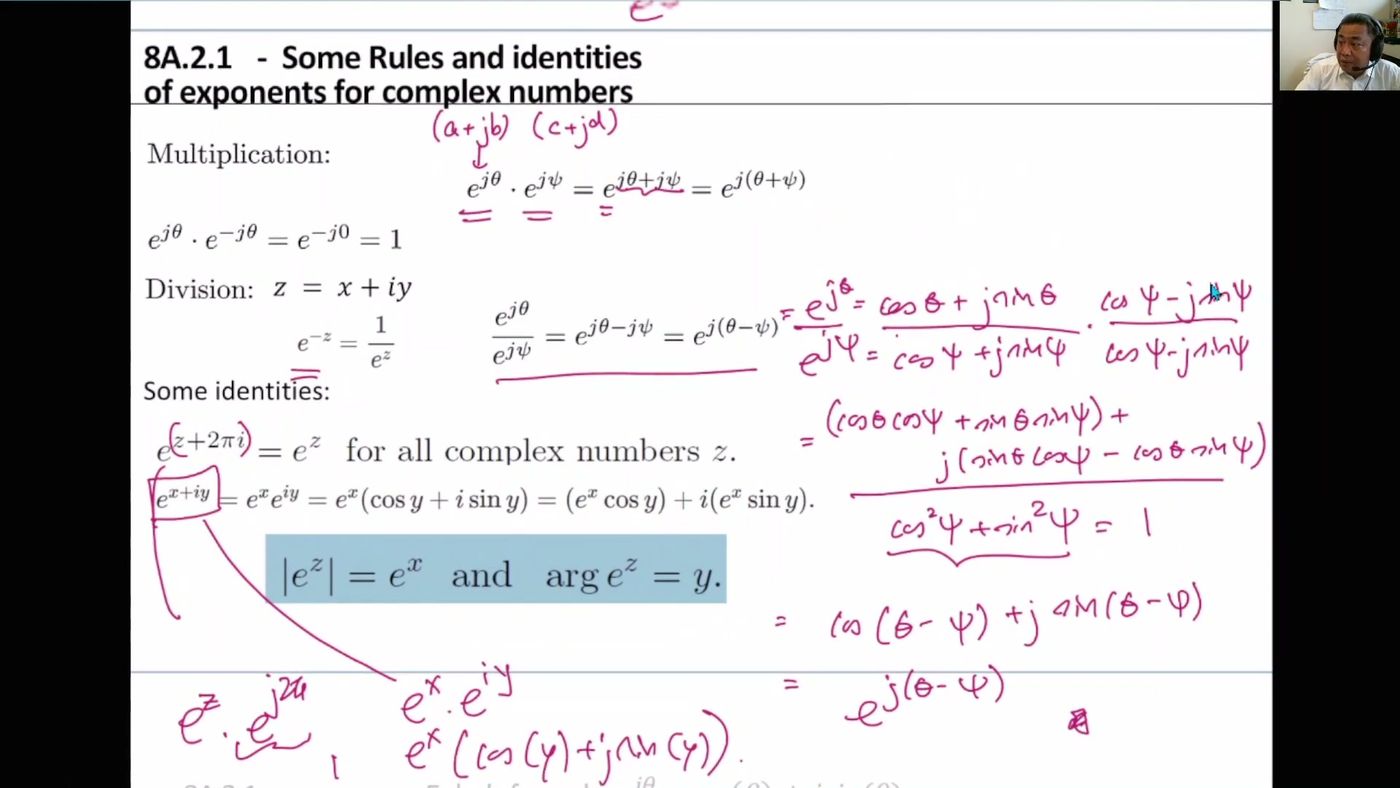 8A.2.1 - Some Rules and identities
of exponents for complex numbers
(a+jb) (c+jd)
Multiplication:
e^{jθ} · e^{jψ} = e^{jθ+jψ} = e^{j(θ+ψ)}
e^{jθ} · e^{−jθ} = e^{−j0} = 1
Division: z = x + iy
e^{−z} = 1/e^z
e^{jθ}/e^{jψ} = e^{jθ−jψ} = e^{j(θ−ψ)}
= e^{jθ}/e^{jψ} = (cos θ + j sin θ)/(cos ψ + j sin ψ) · (cos ψ − j sin ψ)/(cos ψ − j sin ψ)
= (cos θ cos ψ + sin θ sin ψ) +
j (sin θ cos ψ − cos θ sin ψ)
cos²ψ + sin²ψ = 1
= cos (θ − ψ) + j sin (θ − ψ)
= e^{j(θ−ψ)}
Some identities:
e^{(z+2πi)} = e^z for all complex numbers z.
e^{x+iy} = e^x e^{iy} = e^x(cos y + i sin y) = (e^x cos y) + i(e^x sin y).
|e^z| = e^x and arg e^z = y.
e^z · e^{j2π}
1
e^x · e^{iy}
e^x (cos (y) + j sin (y)).